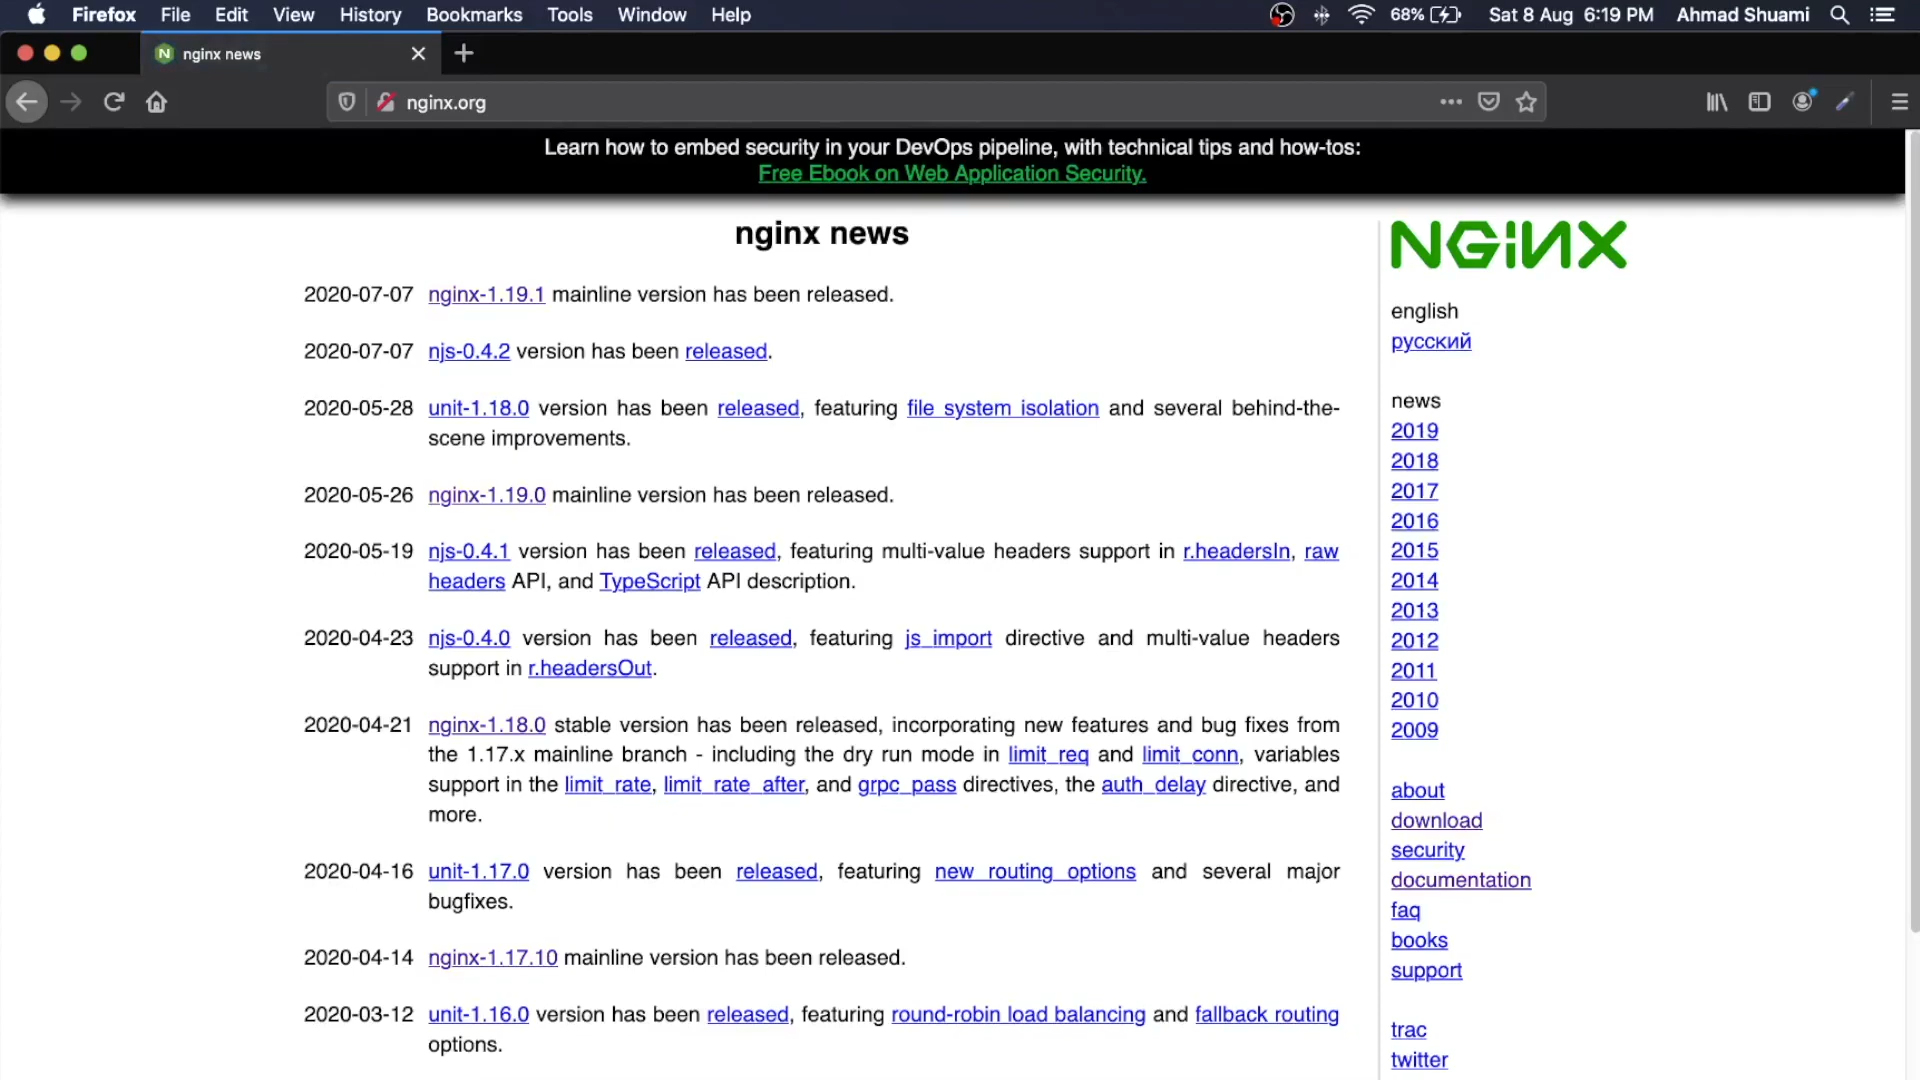 Firefox File Edit View History Bookmarks Tools Window Help 68% Sat 8 Aug 6:19 PM Ahmad Shuami
nginx news
nginx.org
Learn how to embed security in your DevOps pipeline, with technical tips and how-tos:
Free Ebook on Web Application Security.
nginx news
2020-07-07 nginx-1.19.1 mainline version has been released.
2020-07-07 njs-0.4.2 version has been released.
2020-05-28 unit-1.18.0 version has been released, featuring file system isolation and several behind-the-
scene improvements.
2020-05-26 nginx-1.19.0 mainline version has been released.
2020-05-19 njs-0.4.1 version has been released, featuring multi-value headers support in r.headersIn, raw
headers API, and TypeScript API description.
2020-04-23 njs-0.4.0 version has been released, featuring js_import directive and multi-value headers
support in r.headersOut.
2020-04-21 nginx-1.18.0 stable version has been released, incorporating new features and bug fixes from
the 1.17.x mainline branch - including the dry run mode in limit_req and limit_conn, variables
support in the limit_rate, limit_rate_after, and grpc_pass directives, the auth_delay directive, and
more.
2020-04-16 unit-1.17.0 version has been released, featuring new routing options and several major
bugfixes.
2020-04-14 nginx-1.17.10 mainline version has been released.
2020-03-12 unit-1.16.0 version has been released, featuring round-robin load balancing and fallback routing
options.
NGiNX
english
русский
news
2019
2018
2017
2016
2015
2014
2013
2012
2011
2010
2009
about
download
security
documentation
faq
books
support
trac
twitter